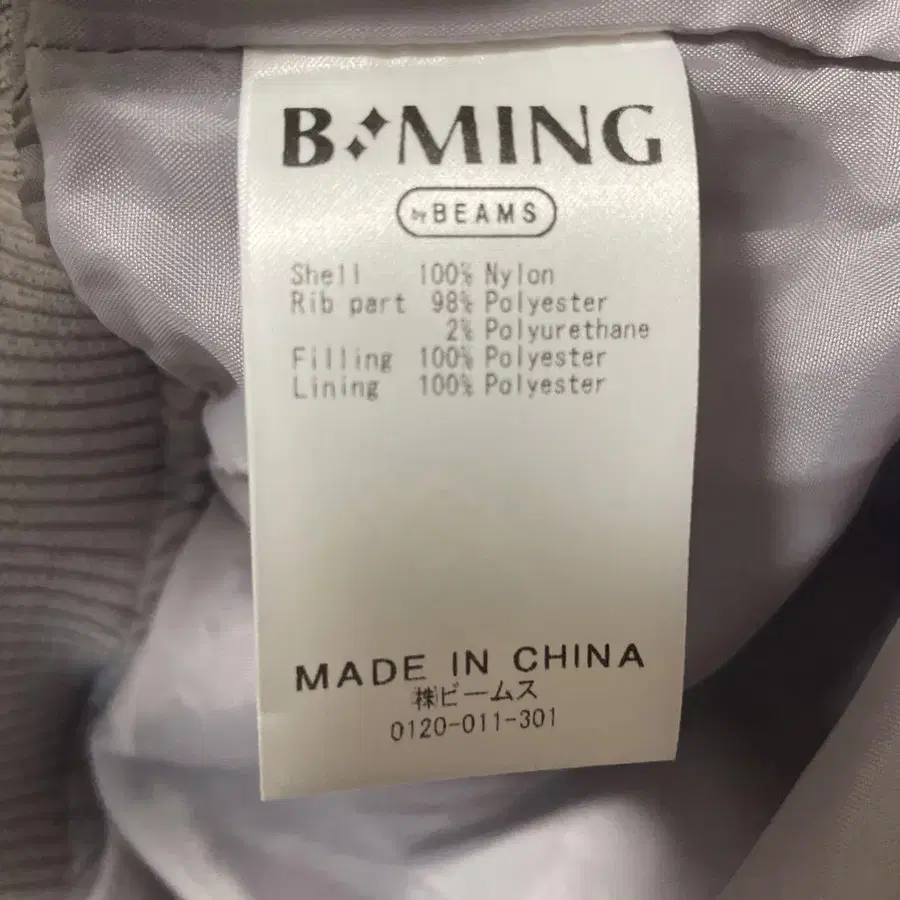 B MING
by BEAMS
Shell 100% Nylon
Rib part 98% Polyester
2% Polyurethane
Filling 100% Polyester
Lining 100% Polyester
MADE IN CHINA
㈱ビームス
0120-011-301